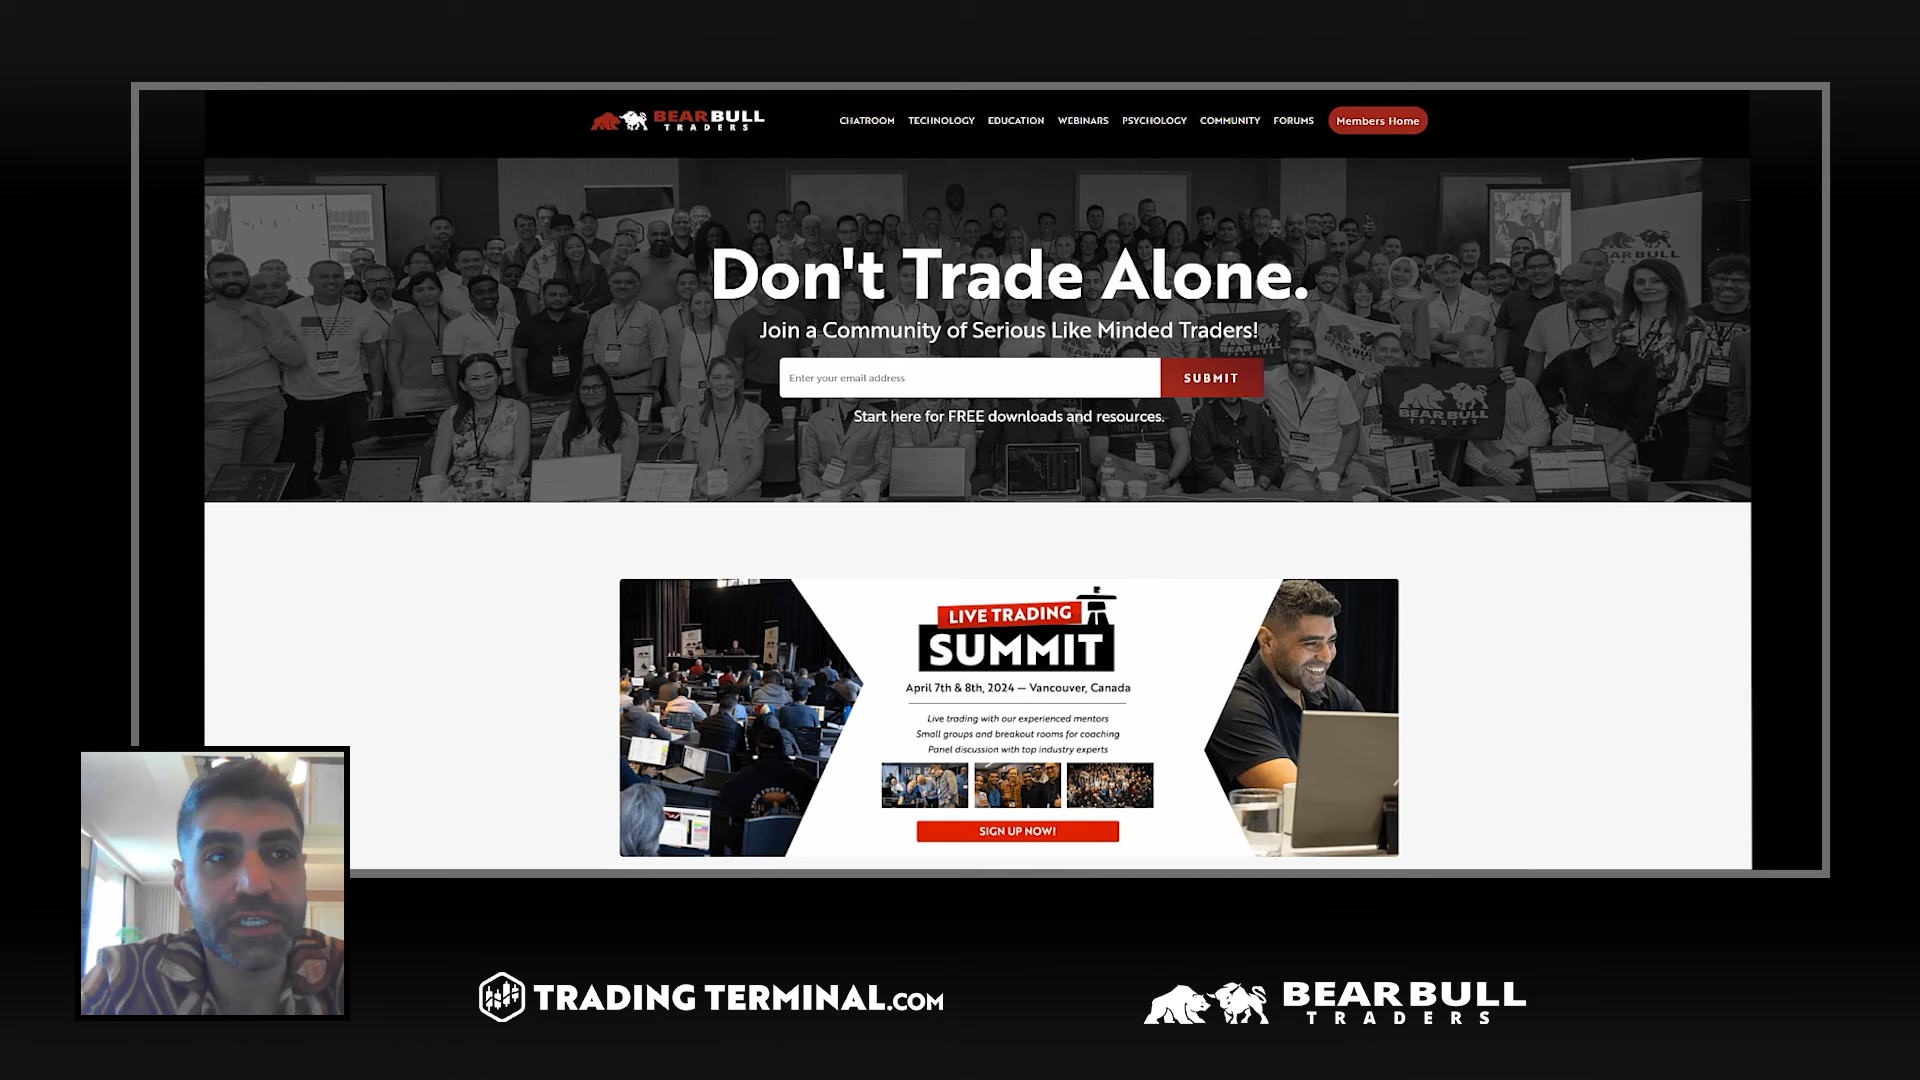 BEARBULL
TRADERS
CHATROOM TECHNOLOGY EDUCATION WEBINARS PSYCHOLOGY COMMUNITY FORUMS Members Home
Don't Trade Alone.
Join a Community of Serious Like Minded Traders!
Enter your email address
SUBMIT
Start here for FREE downloads and resources.
BEAR BULL
TRADERS
LIVE TRADING
SUMMIT
April 7th & 8th, 2024 — Vancouver, Canada
Live trading with our experienced mentors
Small groups and breakout rooms for coaching
Panel discussion with top industry experts
SIGN UP NOW!
TRADING TERMINAL.COM
BEAR BULL
TRADERS